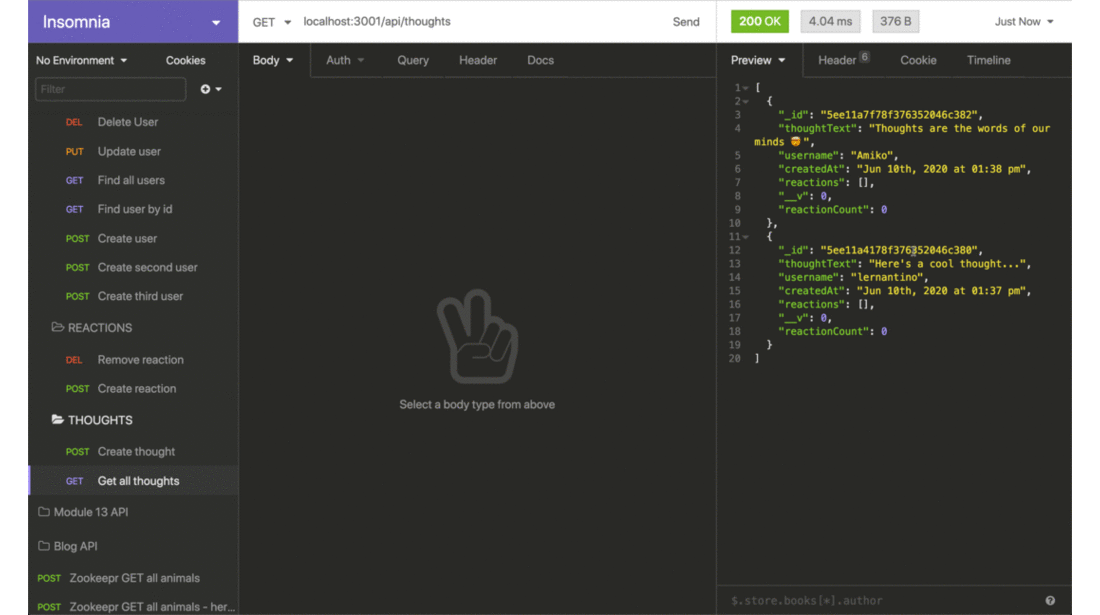 Insomnia
GET localhost:3001/api/thoughts Send
200 OK 4.04 ms 376 B Just Now
No Environment Cookies
Body Auth Query Header Docs
Preview Header 6 Cookie Timeline
Filter
DEL Delete User
PUT Update user
GET Find all users
GET Find user by id
POST Create user
POST Create second user
POST Create third user
REACTIONS
DEL Remove reaction
POST Create reaction
THOUGHTS
POST Create thought
GET Get all thoughts
Module 13 API
Blog API
POST Zookeepr GET all animals
POST Zookeepr GET all animals - her...
Select a body type from above
1 [
2 {
3 "_id": "5ee11a7f78f376352046c382",
4 "thoughtText": "Thoughts are the words of our
minds 🤯",
5 "username": "Amiko",
6 "createdAt": "Jun 10th, 2020 at 01:38 pm",
7 "reactions": [],
8 "__v": 0,
9 "reactionCount": 0
10 },
11 {
12 "_id": "5ee11a4178f376352046c380",
13 "thoughtText": "Here's a cool thought...",
14 "username": "lernantino",
15 "createdAt": "Jun 10th, 2020 at 01:37 pm",
16 "reactions": [],
17 "__v": 0,
18 "reactionCount": 0
19 }
20 ]
$.store.books[*].author